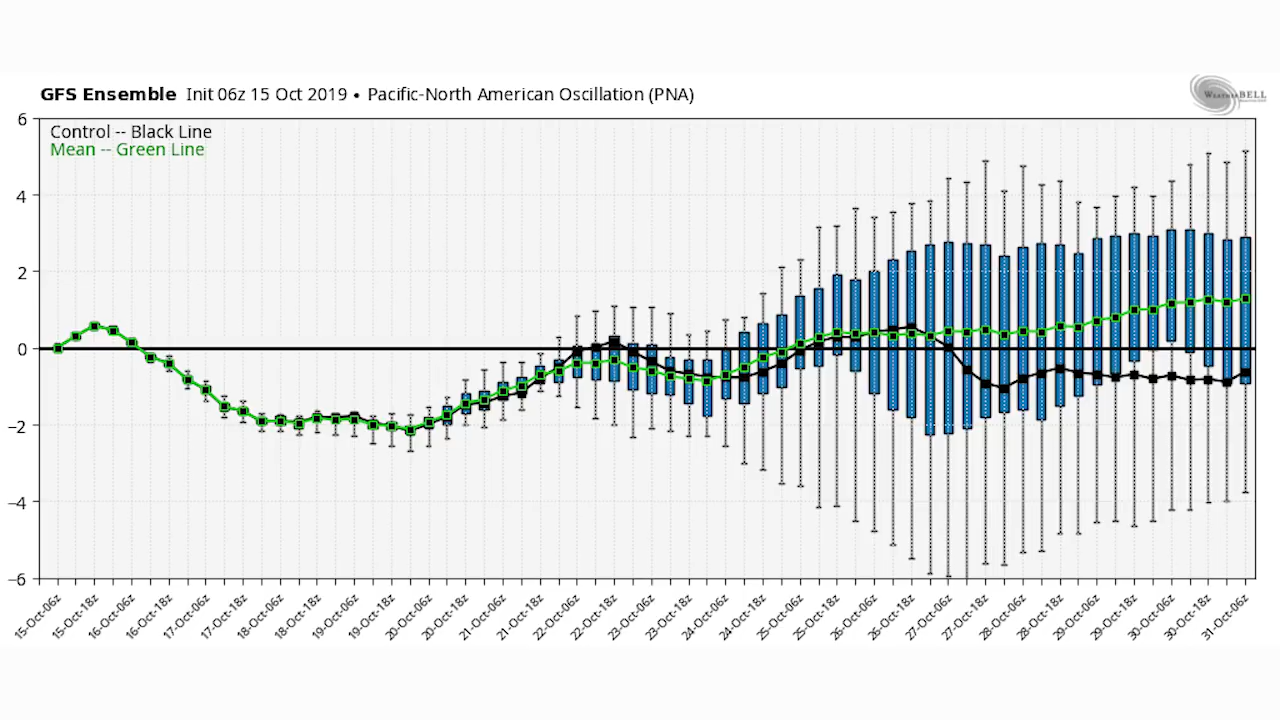 GFS Ensemble Init 06z 15 Oct 2019 • Pacific-North American Oscillation (PNA)
WEATHERBELL
Control -- Black Line
Mean -- Green Line
6
4
2
0
−2
−4
−6
15-Oct-06z
15-Oct-18z
16-Oct-06z
16-Oct-18z
17-Oct-06z
17-Oct-18z
18-Oct-06z
18-Oct-18z
19-Oct-06z
19-Oct-18z
20-Oct-06z
20-Oct-18z
21-Oct-06z
21-Oct-18z
22-Oct-06z
22-Oct-18z
23-Oct-06z
23-Oct-18z
24-Oct-06z
24-Oct-18z
25-Oct-06z
25-Oct-18z
26-Oct-06z
26-Oct-18z
27-Oct-06z
27-Oct-18z
28-Oct-06z
28-Oct-18z
29-Oct-06z
29-Oct-18z
30-Oct-06z
30-Oct-18z
31-Oct-06z